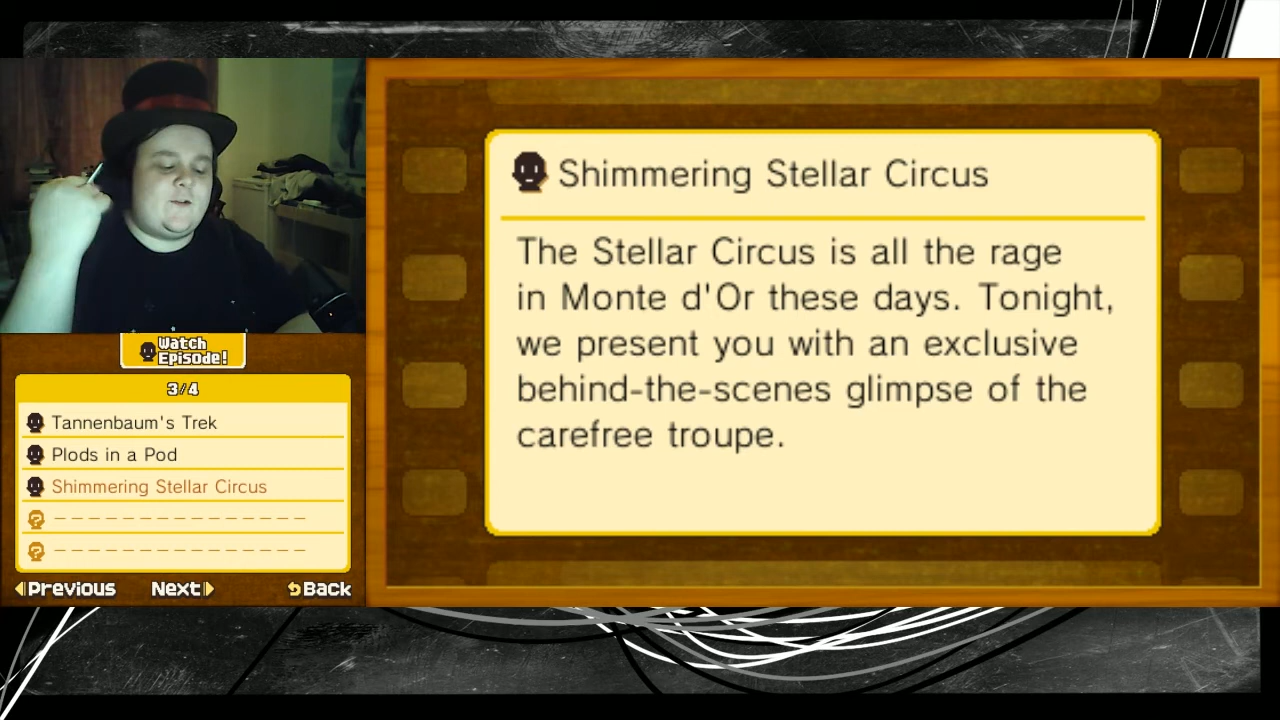 Shimmering Stellar Circus
The Stellar Circus is all the rage
in Monte d'Or these days. Tonight,
we present you with an exclusive
behind-the-scenes glimpse of the
carefree troupe.
Watch
Episode!
3/4
Tannenbaum's Trek
Plods in a Pod
Shimmering Stellar Circus
? _ _ _ _ _ _ _ _ _ _ _ _ _ _ _
? _ _ _ _ _ _ _ _ _ _ _ _ _ _ _
Previous Next Back